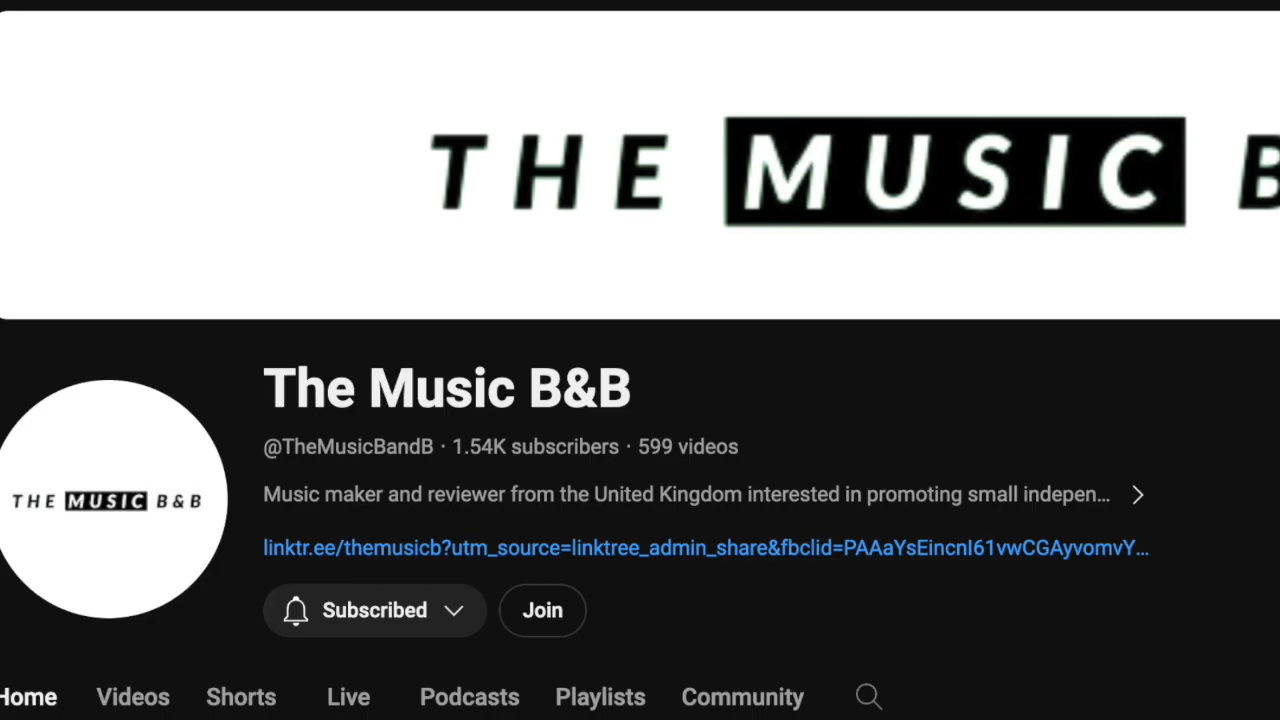 THE MUSIC B
The Music B&B
@TheMusicBandB · 1.54K subscribers · 599 videos
THE MUSIC B&B
Music maker and reviewer from the United Kingdom interested in promoting small indepen...
linktr.ee/themusicb?utm_source=linktree_admin_share&fbclid=PAAaYsEincnI61vwCGAyvomvY...
Subscribed Join
Home Videos Shorts Live Podcasts Playlists Community